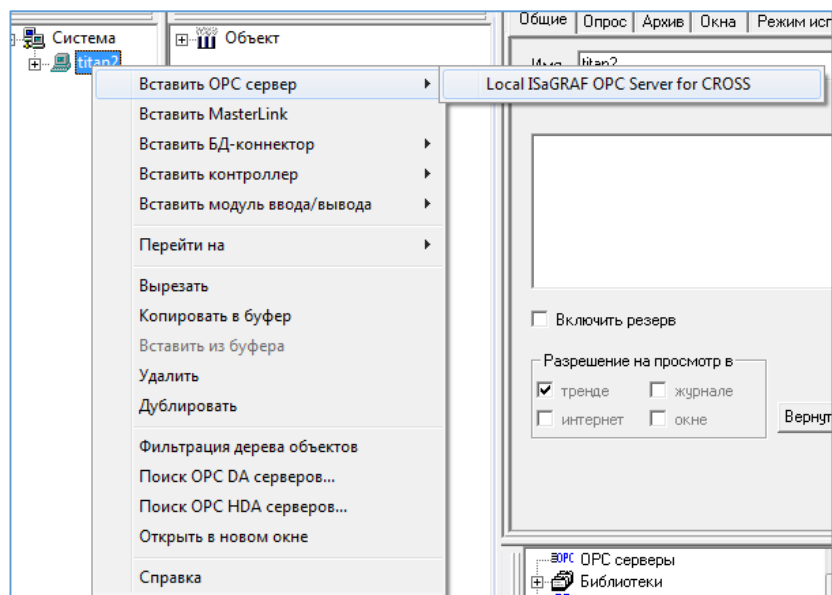 Система
titan2
Объект
Общие
Опрос
Архив
Окна
Режим исп
Имя
titan2
Вставить OPC сервер
Local ISaGRAF OPC Server for CROSS
Вставить MasterLink
Вставить БД-коннектор
Вставить контроллер
Вставить модуль ввода/вывода
Перейти на
Вырезать
Копировать в буфер
Вставить из буфера
Удалить
Дублировать
Фильтрация дерева объектов
Поиск OPC DA серверов...
Поиск OPC HDA серверов...
Открыть в новом окне
Справка
Включить резерв
Разрешение на просмотр в
тренде
журнале
интернет
окне
Вернут
OPC OPC серверы
Библиотеки